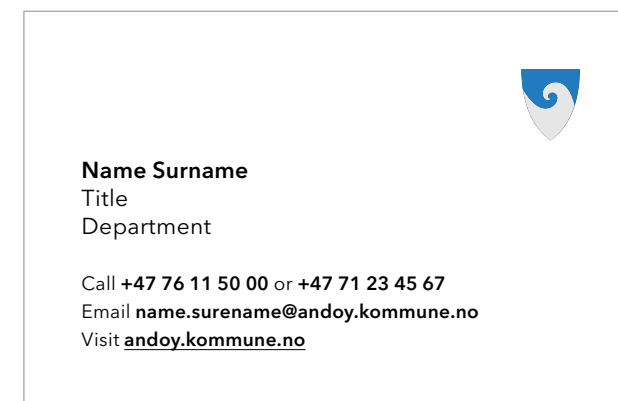 Name Surname
Title
Department
Call +47 76 11 50 00 or +47 71 23 45 67
Email name.surename@andoy.kommune.no
Visit andoy.kommune.no